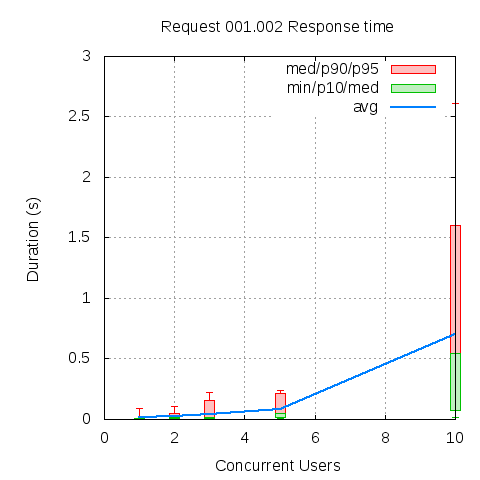 Request 001.002 Response time
med/p90/p95
min/p10/med
avg
3
2.5
2
1.5
1
0.5
0
0 2 4 6 8 10
Duration (s)
Concurrent Users